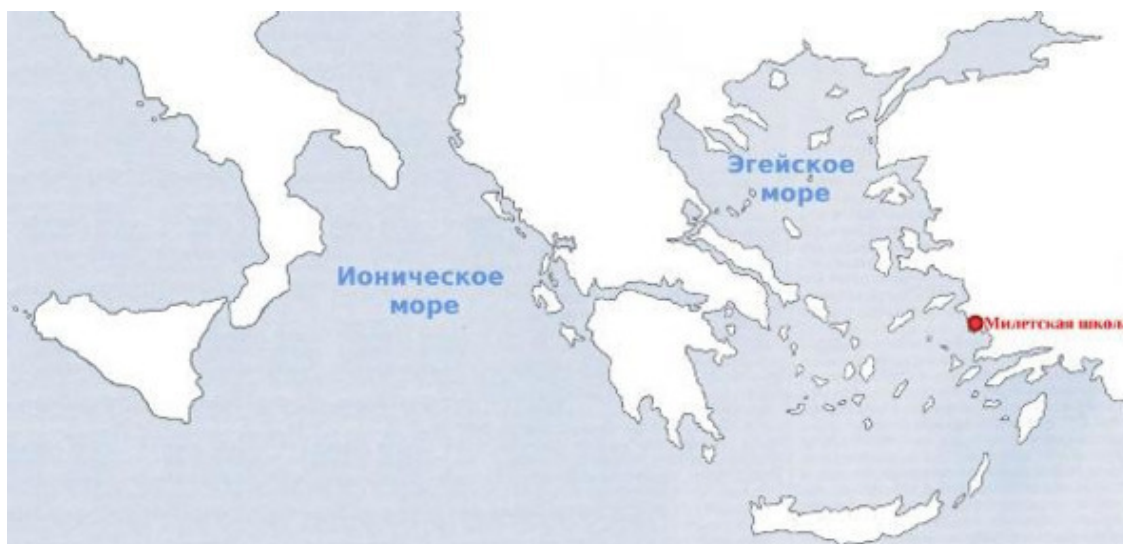 Эгейское
море
Ионическое
море
Милетская школ